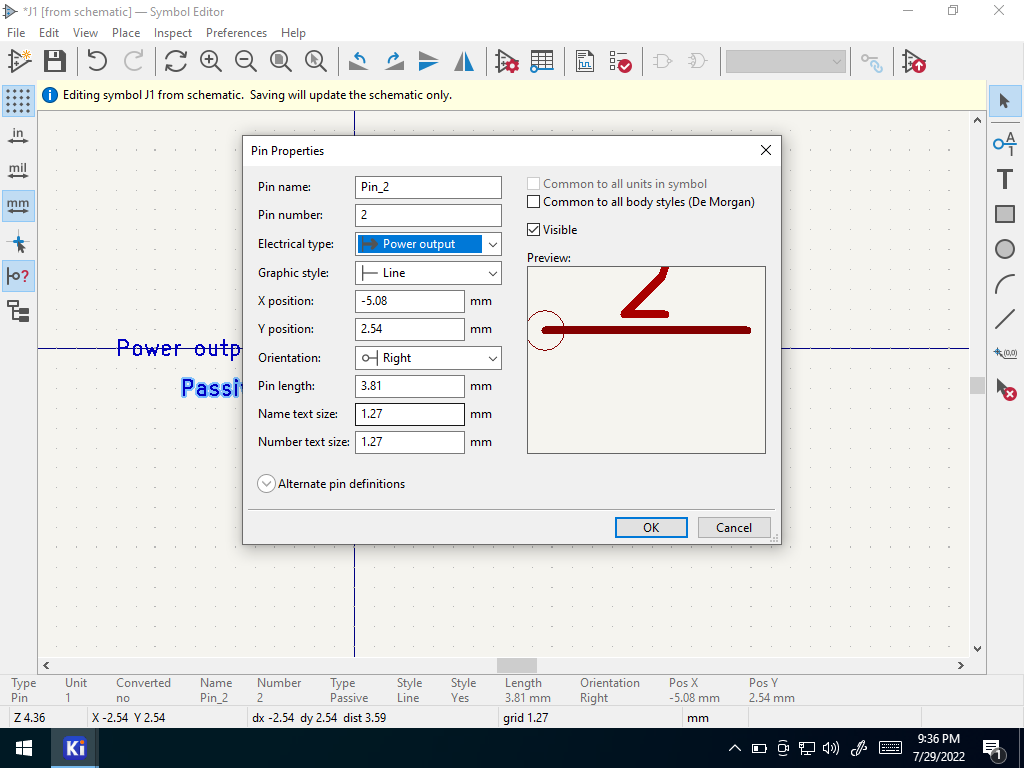 *J1 [from schematic] — Symbol Editor
File Edit View Place Inspect Preferences Help
Editing symbol J1 from schematic. Saving will update the schematic only.
in
mil
mm
?
A
1
T
(0,0)
Power outp
Passi
Pin Properties
Pin name: Pin_2
Pin number: 2
Electrical type: Power output
Graphic style: Line
X position: -5.08 mm
Y position: 2.54 mm
Orientation: Right
Pin length: 3.81 mm
Name text size: 1.27 mm
Number text size: 1.27 mm
Alternate pin definitions
Common to all units in symbol
Common to all body styles (De Morgan)
Visible
Preview:
2
OK Cancel
Type Unit Converted Name Number Type Style Style Length Orientation Pos X Pos Y
Pin 1 no Pin_2 2 Passive Line Yes 3.81 mm Right -5.08 mm 2.54 mm
Z 4.36 X -2.54 Y 2.54 dx -2.54 dy 2.54 dist 3.59 grid 1.27 mm
Ki
9:36 PM
7/29/2022
1